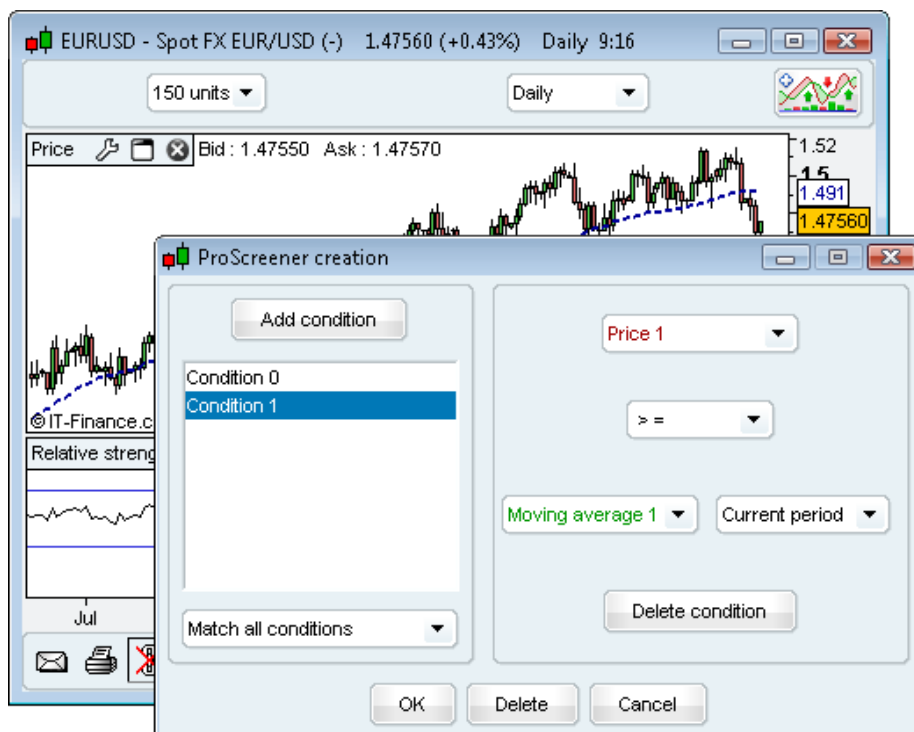 EURUSD - Spot FX EUR/USD (-) 1.47560 (+0.43%) Daily 9:16
150 units
Daily
Price
Bid : 1.47550 Ask : 1.47570
1.52
1.5
1.491
1.47560
ProScreener creation
Add condition
Condition 0
Condition 1
Match all conditions
Price 1
> =
Moving average 1
Current period
Delete condition
OK
Delete
Cancel
© IT-Finance.c
Relative streng
Jul